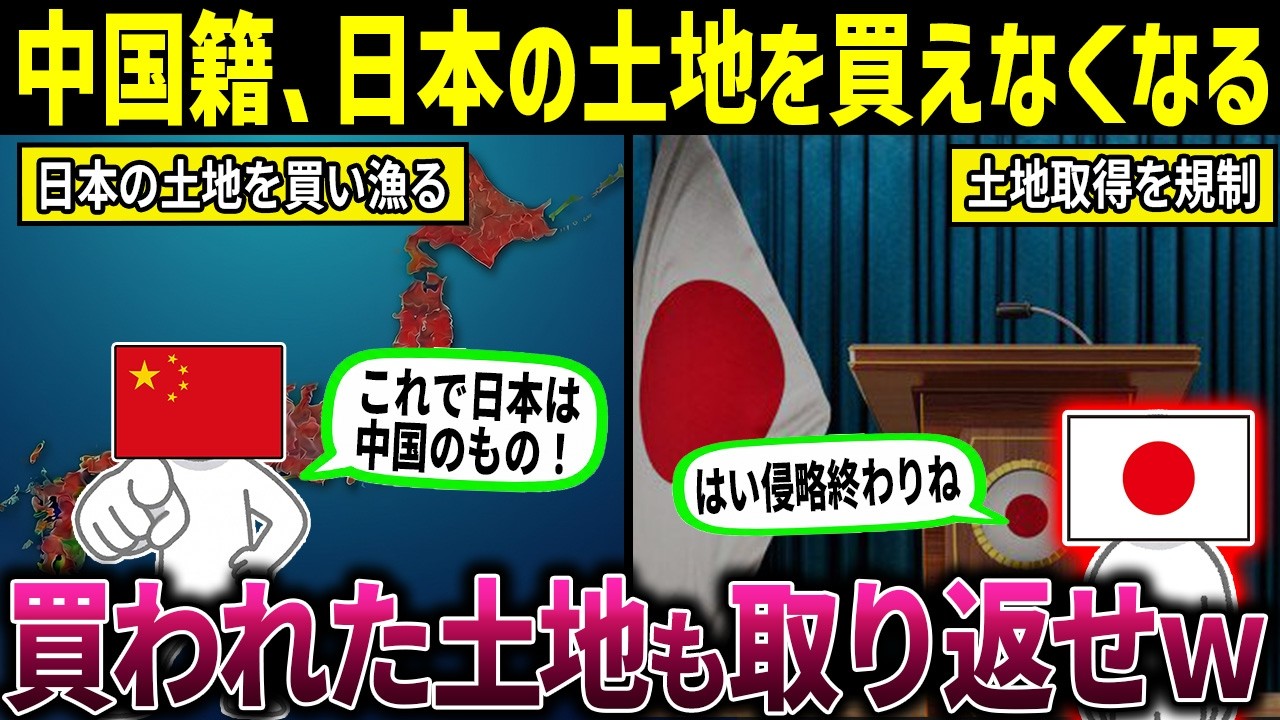 中国籍、日本の土地を買えなくなる
日本の土地を買い漁る
土地取得を規制
これで日本は
中国のもの！
はい侵略終わりね
買われた土地も取り返せw